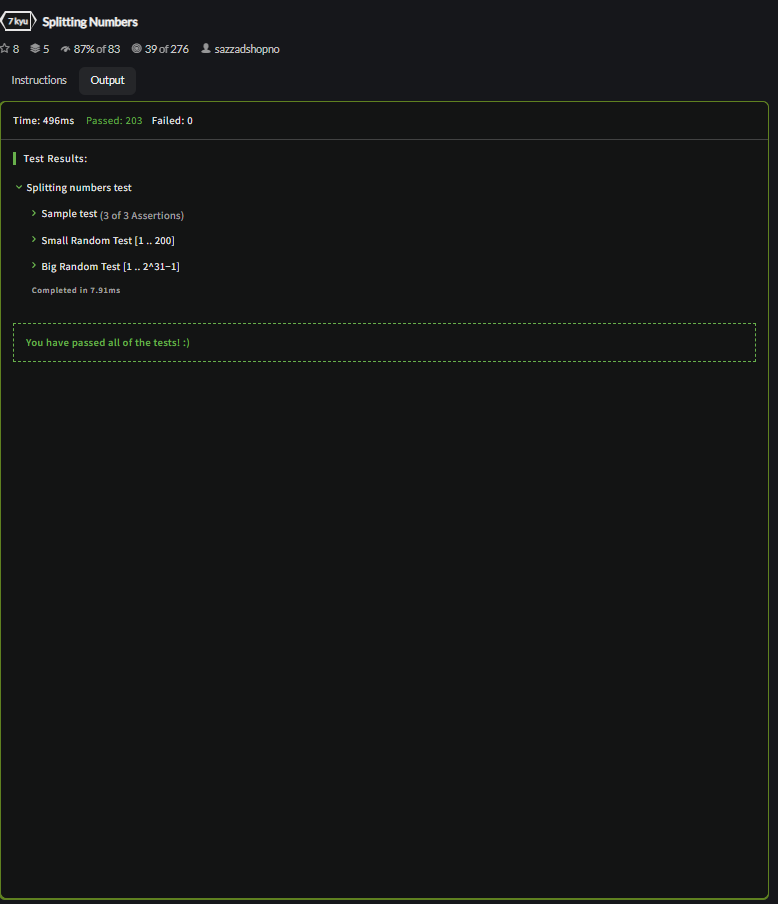 7 kyu Splitting Numbers
8 5 87% of 83 39 of 276 sazzadshopno
Instructions Output
Time: 496ms Passed: 203 Failed: 0
Test Results:
Splitting numbers test
Sample test (3 of 3 Assertions)
Small Random Test [1 .. 200]
Big Random Test [1 .. 2^31−1]
Completed in 7.91ms
You have passed all of the tests! :)